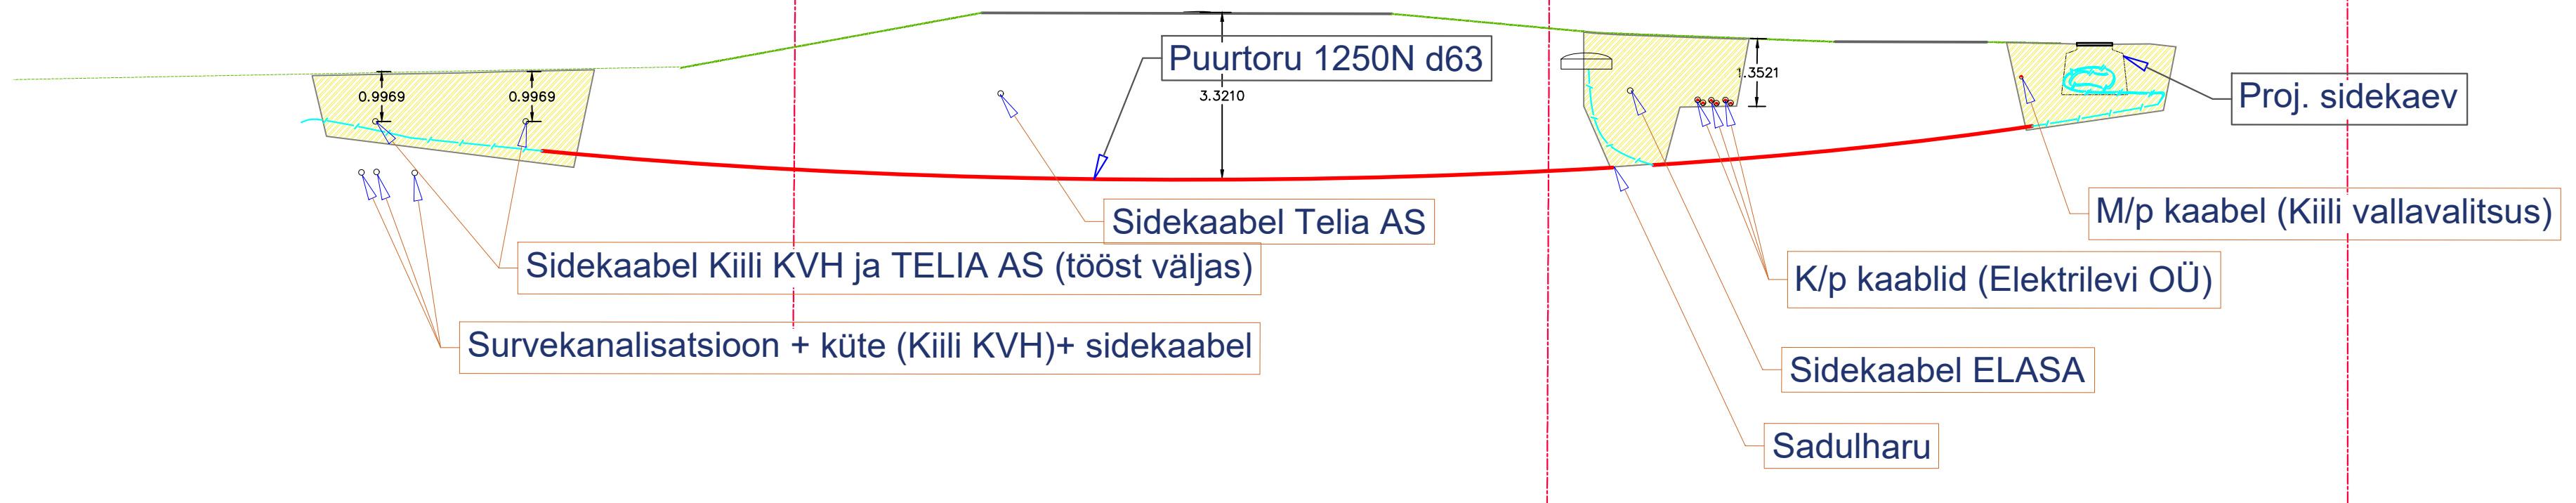 Puurtoru 1250N d63
0.9969
0.9969
3.3210
1.3521
Proj. sidekaev
Sidekaabel Telia AS
M/p kaabel (Kiili vallavalitsus)
Sidekaabel Kiili KVH ja TELIA AS (tööst väljas)
K/p kaablid (Elektrilevi OÜ)
Survekanalisatsioon + küte (Kiili KVH)+ sidekaabel
Sidekaabel ELASA
Sadulharu